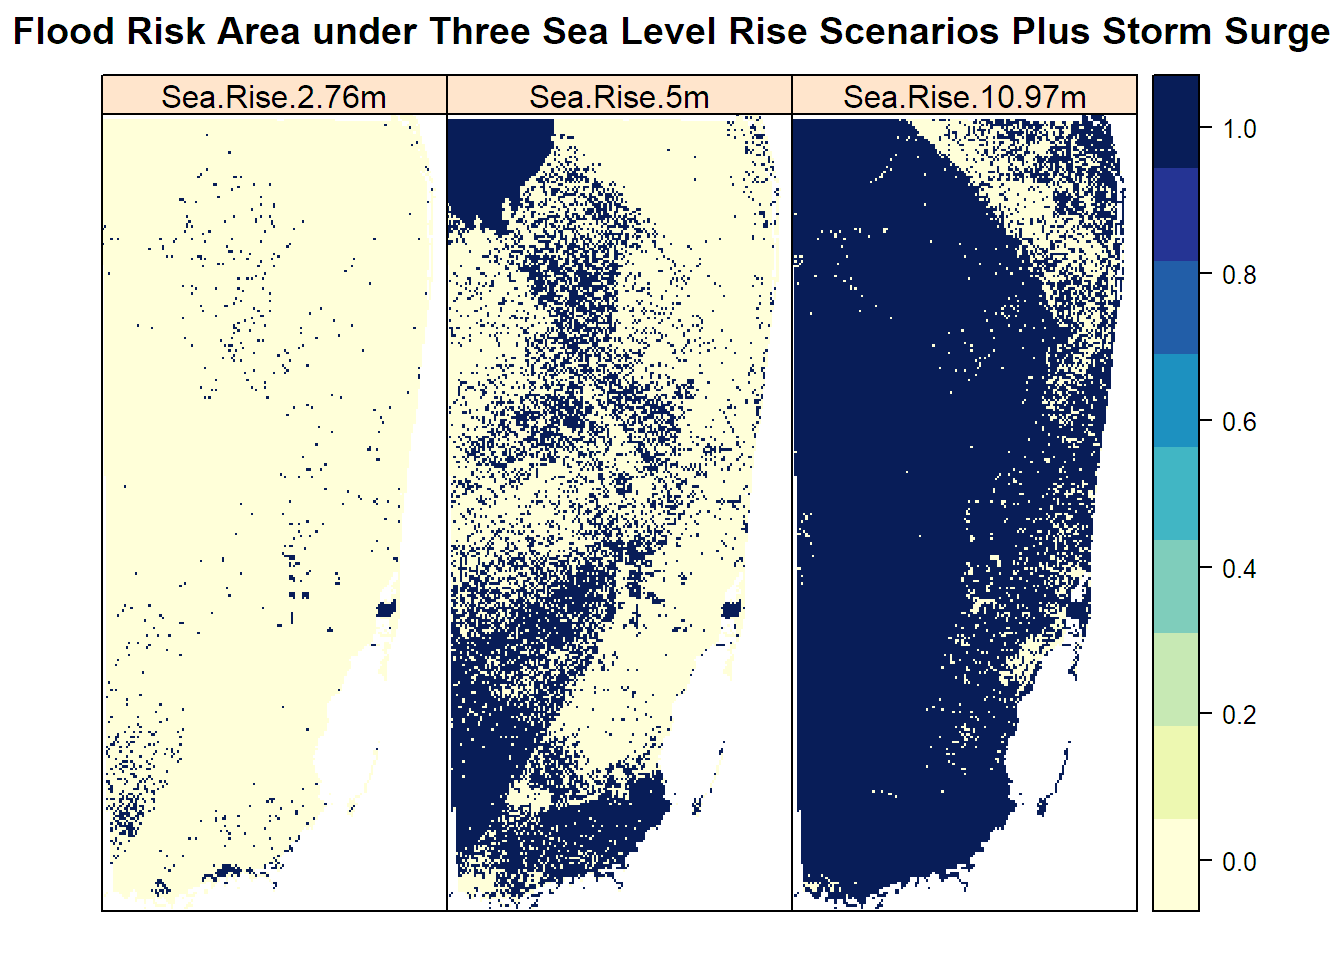 Flood Risk Area under Three Sea Level Rise Scenarios Plus Storm Surge
Sea.Rise.2.76m
Sea.Rise.5m
Sea.Rise.10.97m
1.0
0.8
0.6
0.4
0.2
0.0